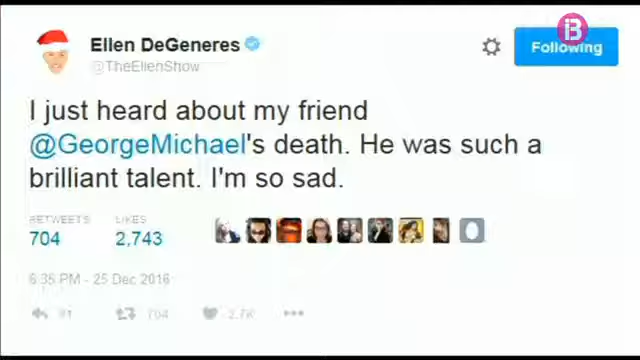 Ellen DeGeneres
Following
@TheEllenShow
I just heard about my friend
@GeorgeMichael's death. He was such a
brilliant talent. I'm so sad.
RETWEETS LIKES
704 2,743
6:35 PM - 25 Dec 2016
704 2.7K